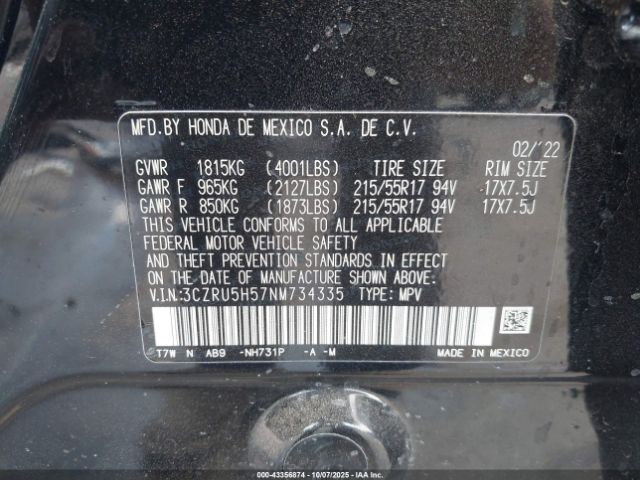 MFD.BY HONDA DE MEXICO S.A. DE C.V.
02/'22
GVWR 1815KG (4001LBS) TIRE SIZE RIM SIZE
GAWR F 965KG (2127LBS) 215/55R17 94V 17X7.5J
GAWR R 850KG (1873LBS) 215/55R17 94V 17X7.5J
THIS VEHICLE CONFORMS TO ALL APPLICABLE
FEDERAL MOTOR VEHICLE SAFETY
AND THEFT PREVENTION STANDARDS IN EFFECT
ON THE DATE OF MANUFACTURE SHOWN ABOVE.
V.I.N:3CZRU5H57NM734335 TYPE: MPV
T7W N AB9 -NH731P -A -M MADE IN MEXICO
000-43356874 | 10/07/2025 | IAA, Inc.